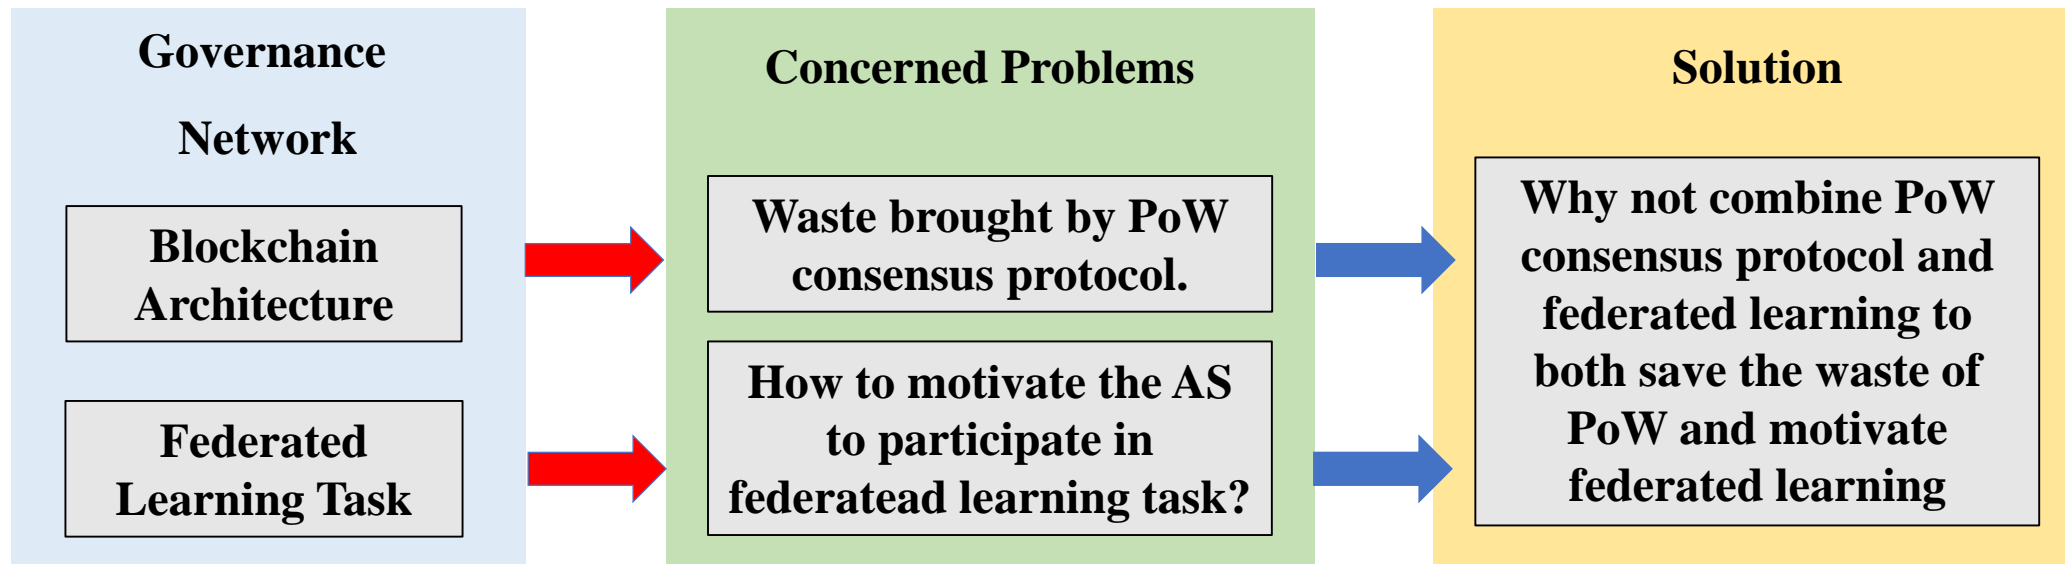 Governance
Network
Blockchain
Architecture
Federated
Learning Task
Concerned Problems
Waste brought by PoW
consensus protocol.
How to motivate the AS
to participate in
federatead learning task?
Solution
Why not combine PoW
consensus protocol and
federated learning to
both save the waste of
PoW and motivate
federated learning